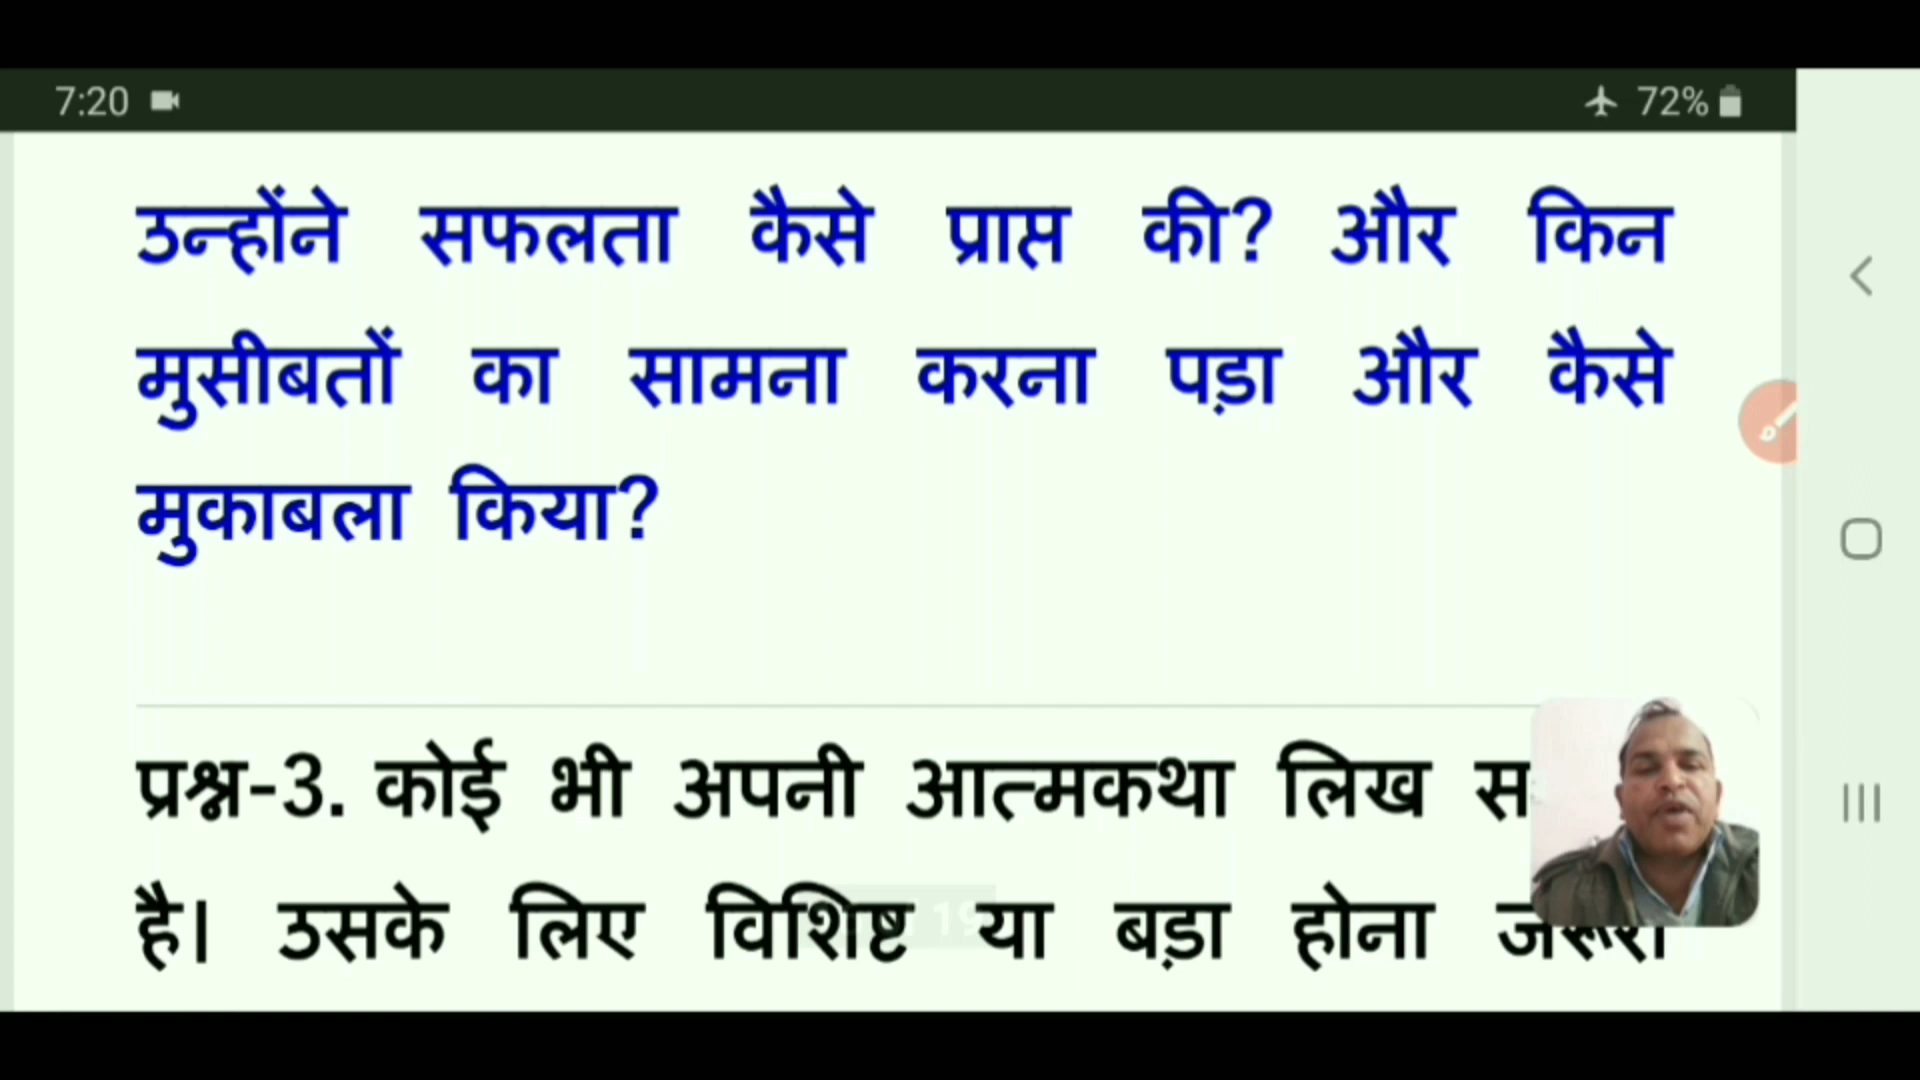 7:20 72%
उन्होंने सफलता कैसे प्राप्त की? और किन
मुसीबतों का सामना करना पड़ा और कैसे
मुकाबला किया?
प्रश्न-3. कोई भी अपनी आत्मकथा लिख
है। उसके लिए विशिष्ट या बड़ा होना